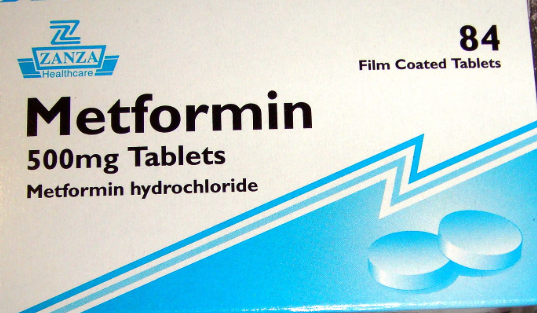 ZANZA
Healthcare
84
Film Coated Tablets
Metformin
500mg Tablets
Metformin hydrochloride